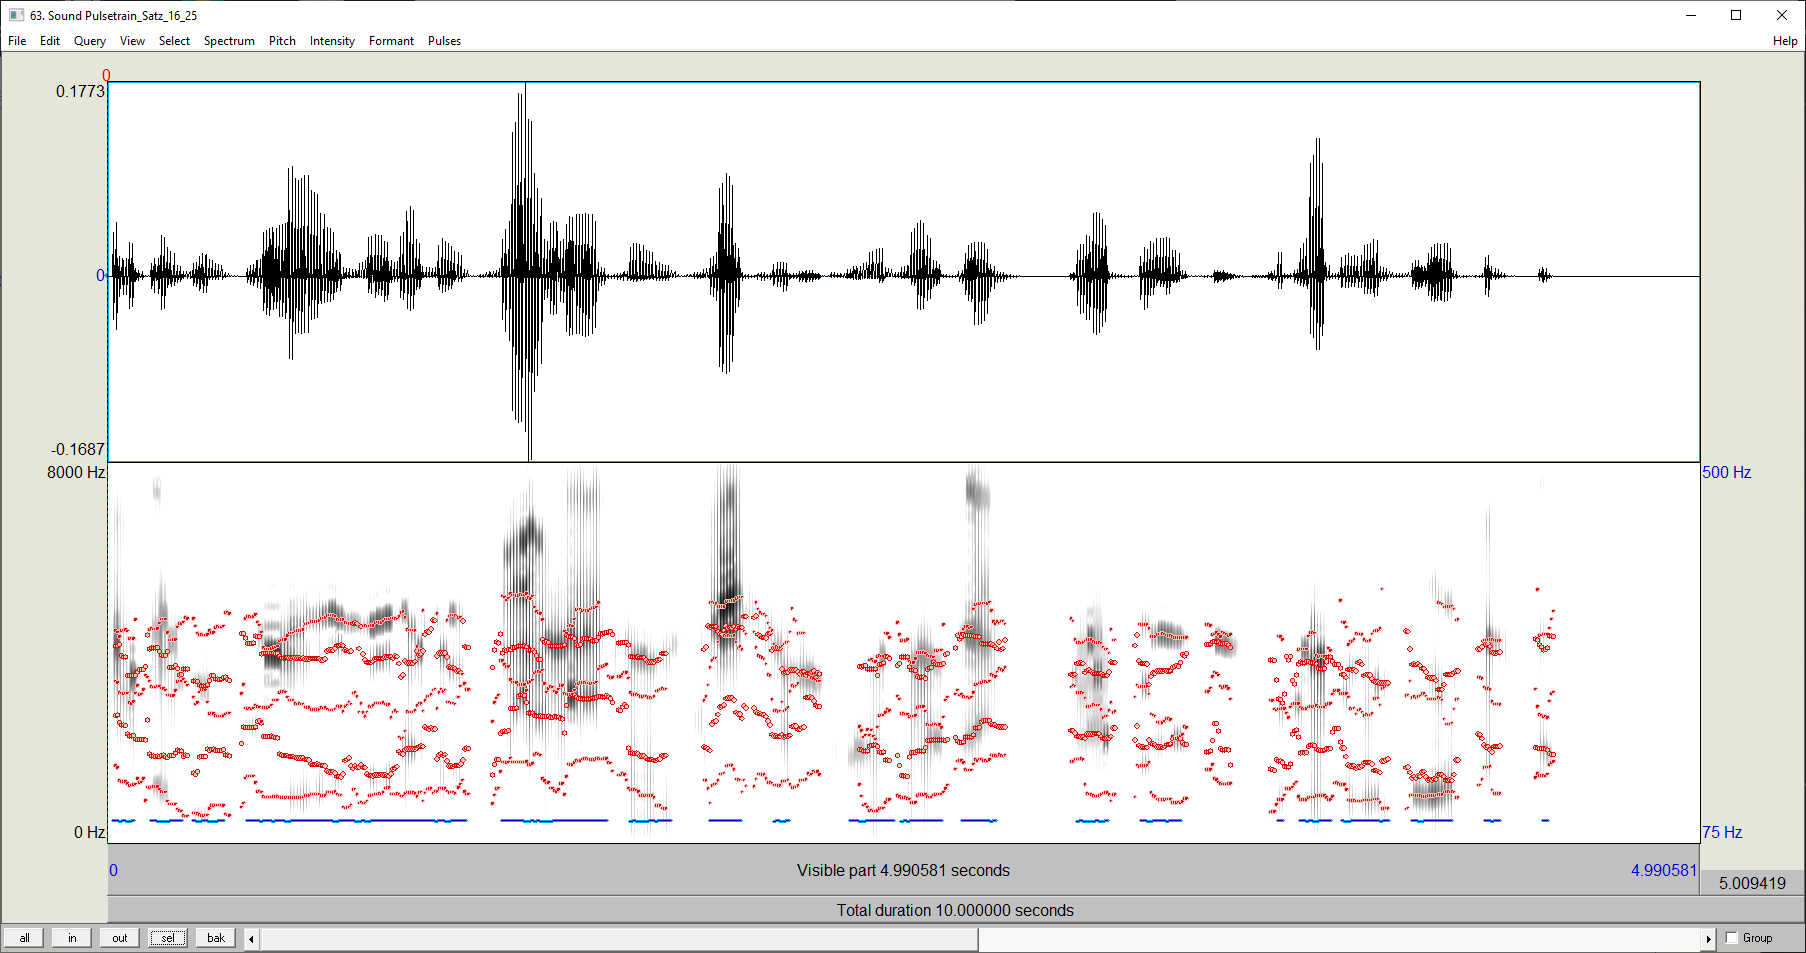 63. Sound Pulsetrain_Satz_16_25
File Edit Query View Select Spectrum Pitch Intensity Formant Pulses Help
0
0.1773
0
-0.1687
8000 Hz 500 Hz
0 Hz 75 Hz
0 Visible part 4.990581 seconds 4.990581
5.009419
Total duration 10.000000 seconds
all in out sel bak Group